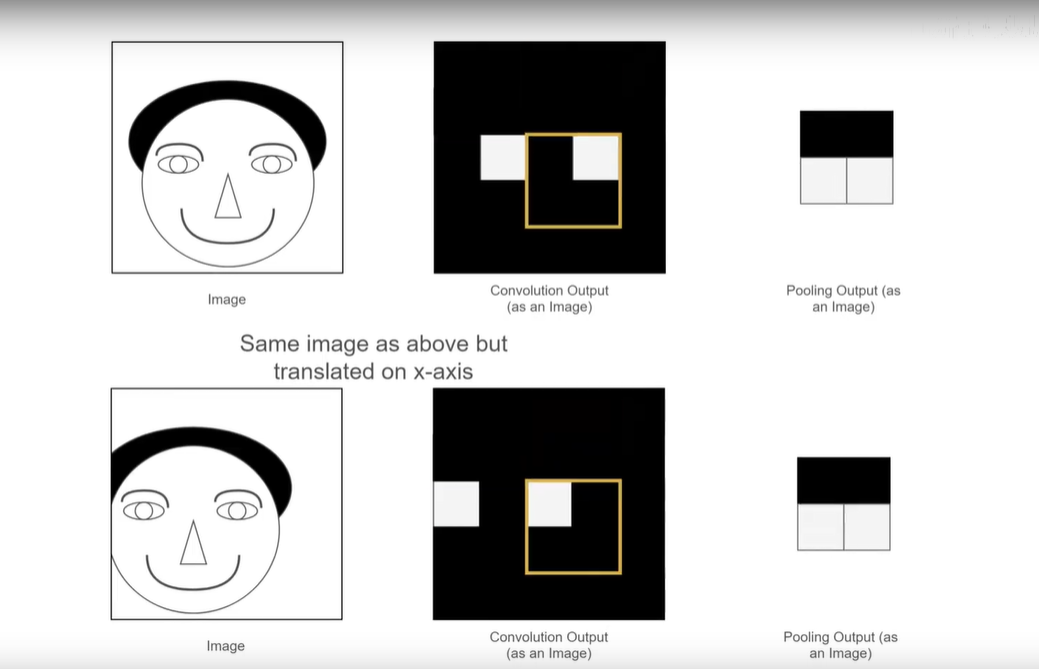 Image
Convolution Output
(as an Image)
Pooling Output (as
an Image)
Same image as above but
translated on x-axis
Image
Convolution Output
(as an Image)
Pooling Output (as
an Image)